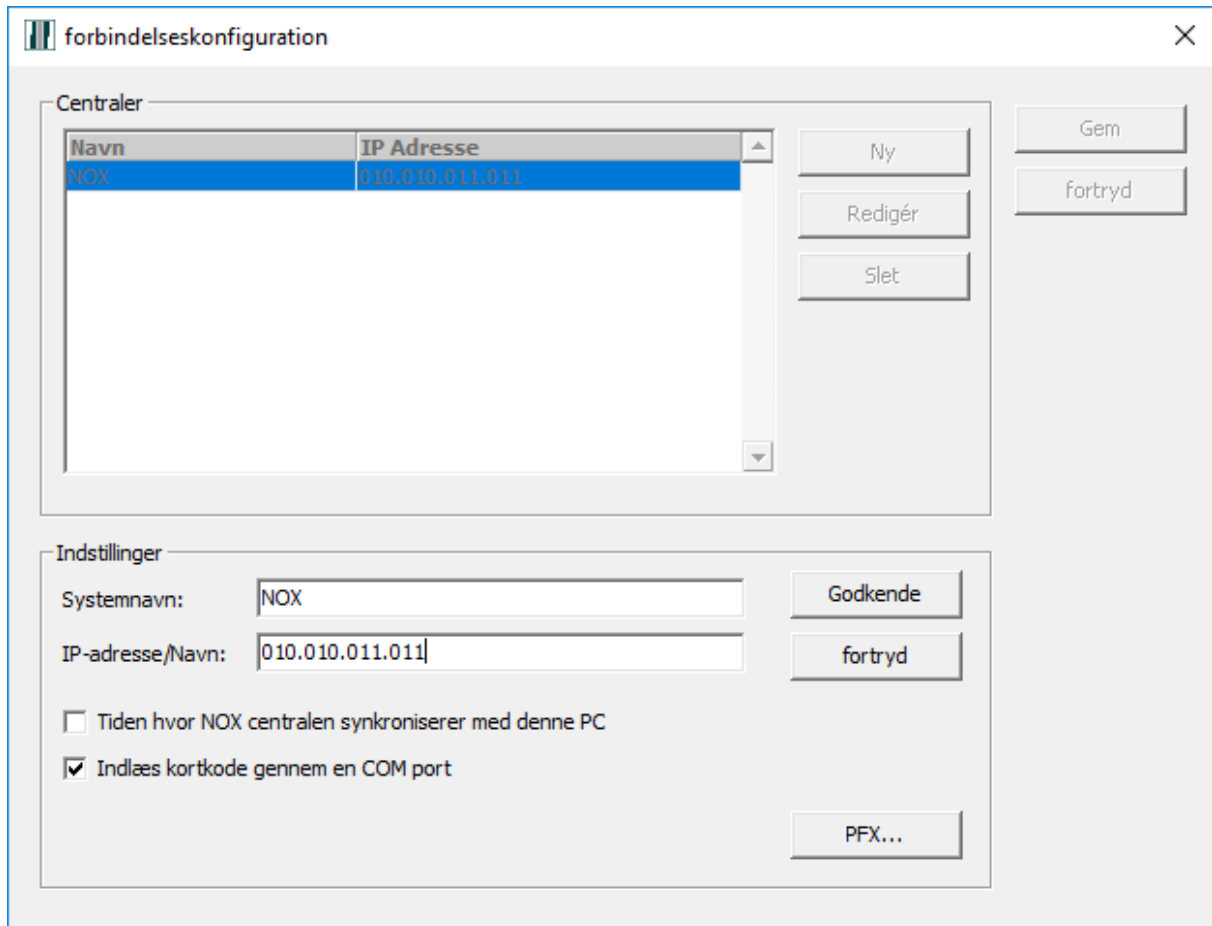 forbindelseskonfiguration
Centraler
Navn IP Adresse
NOX 010.010.011.011
Ny
Redigér
Slet
Gem
fortryd
Indstillinger
Systemnavn: NOX
Godkende
IP-adresse/Navn: 010.010.011.011
fortryd
Tiden hvor NOX centralen synkroniserer med denne PC
Indlæs kortkode gennem en COM port
PFX...